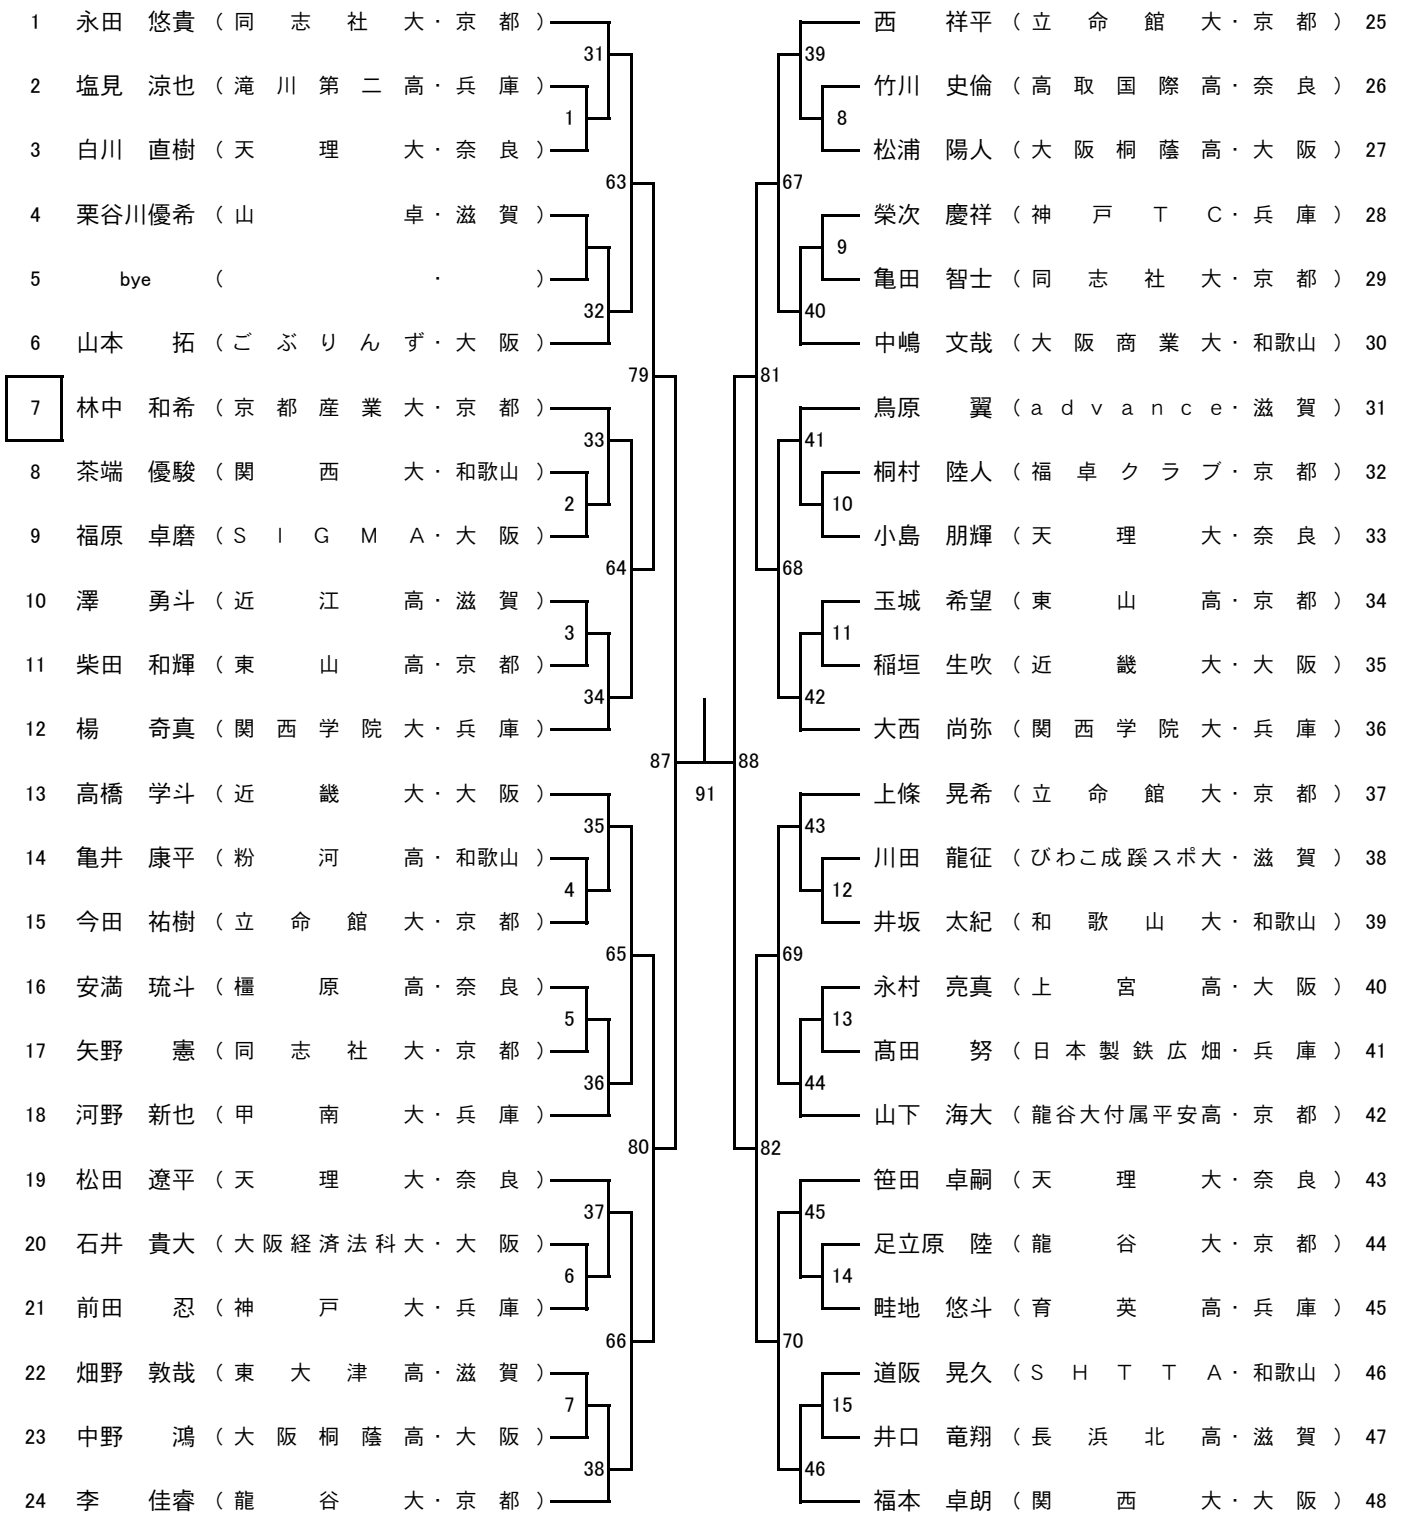 1 永田 悠貴 ( 同志社大・京都 )
2 塩見 涼也 ( 滝川第二高・兵庫 )
3 白川 直樹 ( 天理大・奈良 )
4 栗谷川優希 ( 山卓・滋賀 )
5 bye ( ・ )
6 山本 拓 ( ごぶりんず・大阪 )
7 林中 和希 ( 京都産業大・京都 )
8 茶端 優駿 ( 関西大・和歌山 )
9 福原 卓磨 ( SIGMA・大阪 )
10 澤 勇斗 ( 近江高・滋賀 )
11 柴田 和輝 ( 東山高・京都 )
12 楊 奇真 ( 関西学院大・兵庫 )
13 高橋 学斗 ( 近畿大・大阪 )
14 亀井 康平 ( 粉河高・和歌山 )
15 今田 祐樹 ( 立命館大・京都 )
16 安満 琉斗 ( 橿原高・奈良 )
17 矢野 憲 ( 同志社大・京都 )
18 河野 新也 ( 甲南大・兵庫 )
19 松田 遼平 ( 天理大・奈良 )
20 石井 貴大 ( 大阪経済法科大・大阪 )
21 前田 忍 ( 神戸大・兵庫 )
22 畑野 敦哉 ( 東大津高・滋賀 )
23 中野 鴻 ( 大阪桐蔭高・大阪 )
24 李 佳睿 ( 龍谷大・京都 )
31
1
63
32
79
33
2
64
3
34
87
35
4
65
5
36
80
37
6
66
7
38
91
39
8
67
9
40
81
41
10
68
11
42
88
43
12
69
13
44
82
45
14
70
15
46
西 祥平 ( 立命館大・京都 ) 25
竹川 史倫 ( 高取国際高・奈良 ) 26
松浦 陽人 ( 大阪桐蔭高・大阪 ) 27
榮次 慶祥 ( 神戸TC・兵庫 ) 28
亀田 智士 ( 同志社大・京都 ) 29
中嶋 文哉 ( 大阪商業大・和歌山 ) 30
鳥原 翼 ( advance・滋賀 ) 31
桐村 陸人 ( 福卓クラブ・京都 ) 32
小島 朋輝 ( 天理大・奈良 ) 33
玉城 希望 ( 東山高・京都 ) 34
稲垣 生吹 ( 近畿大・大阪 ) 35
大西 尚弥 ( 関西学院大・兵庫 ) 36
上條 晃希 ( 立命館大・京都 ) 37
川田 龍征 ( びわこ成蹊スポ大・滋賀 ) 38
井坂 太紀 ( 和歌山大・和歌山 ) 39
永村 亮真 ( 上宮高・大阪 ) 40
髙田 努 ( 日本製鉄広畑・兵庫 ) 41
山下 海大 ( 龍谷大付属平安高・京都 ) 42
笹田 卓嗣 ( 天理大・奈良 ) 43
足立原 陸 ( 龍谷大・京都 ) 44
畦地 悠斗 ( 育英高・兵庫 ) 45
道阪 晃久 ( SHTTA・和歌山 ) 46
井口 竜翔 ( 長浜北高・滋賀 ) 47
福本 卓朗 ( 関西大・大阪 ) 48